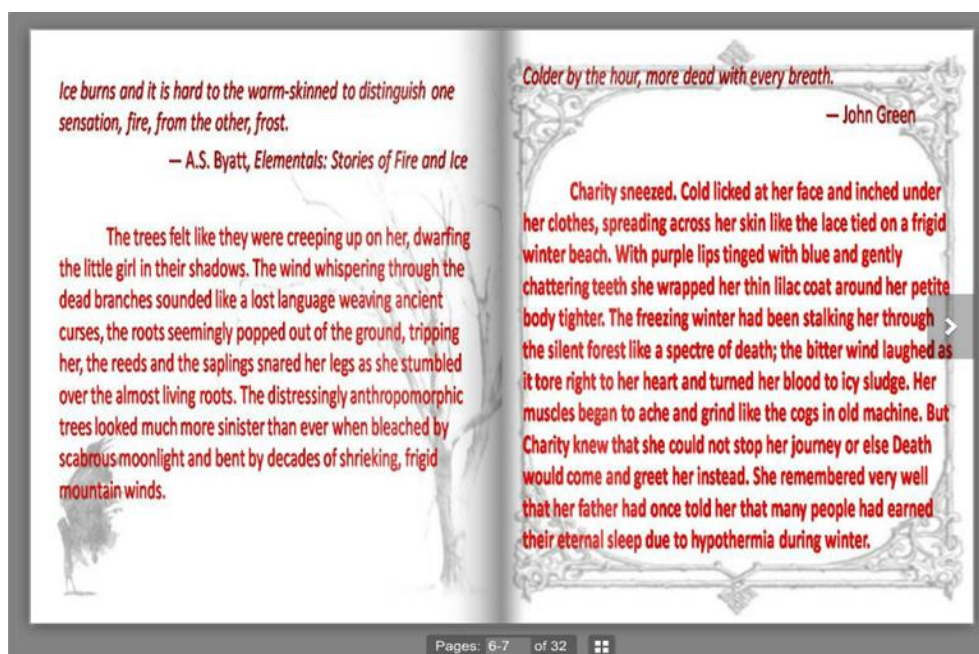 Ice burns and it is hard to the warm-skinned to distinguish one
sensation, fire, from the other, frost.
— A.S. Byatt, Elementals: Stories of Fire and Ice
The trees felt like they were creeping up on her, dwarfing
the little girl in their shadows. The wind whispering through the
dead branches sounded like a lost language weaving ancient
curses, the roots seemingly popped out of the ground, tripping
her, the reeds and the saplings snared her legs as she stumbled
over the almost living roots. The distressingly anthropomorphic
trees looked much more sinister than ever when bleached by
scabrous moonlight and bent by decades of shrieking, frigid
mountain winds.
Colder by the hour, more dead with every breath.
— John Green
Charity sneezed. Cold licked at her face and inched under
her clothes, spreading across her skin like the lace tied on a frigid
winter beach. With purple lips tinged with blue and gently
chattering teeth she wrapped her thin lilac coat around her petite
body tighter. The freezing winter had been stalking her through
the silent forest like a spectre of death; the bitter wind laughed as
it tore right to her heart and turned her blood to icy sludge. Her
muscles began to ache and grind like the cogs in old machine. But
Charity knew that she could not stop her journey or else Death
would come and greet her instead. She remembered very well
that her father had once told her that many people had earned
their eternal sleep due to hypothermia during winter.
Pages: 6-7 of 32